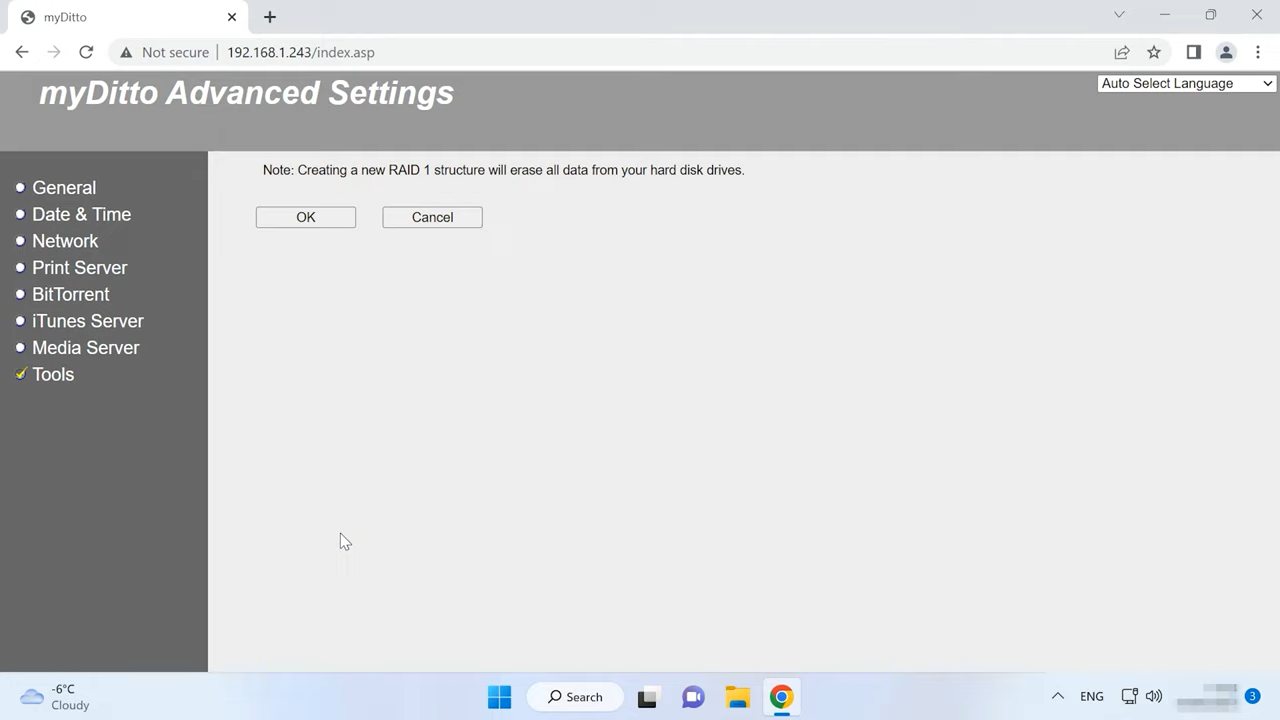 myDitto
Not secure
192.168.1.243/index.asp
myDitto Advanced Settings
Auto Select Language
General
Date & Time
Network
Print Server
BitTorrent
iTunes Server
Media Server
Tools
Note: Creating a new RAID 1 structure will erase all data from your hard disk drives.
OK
Cancel
-6°C
Cloudy
Search
ENG
3